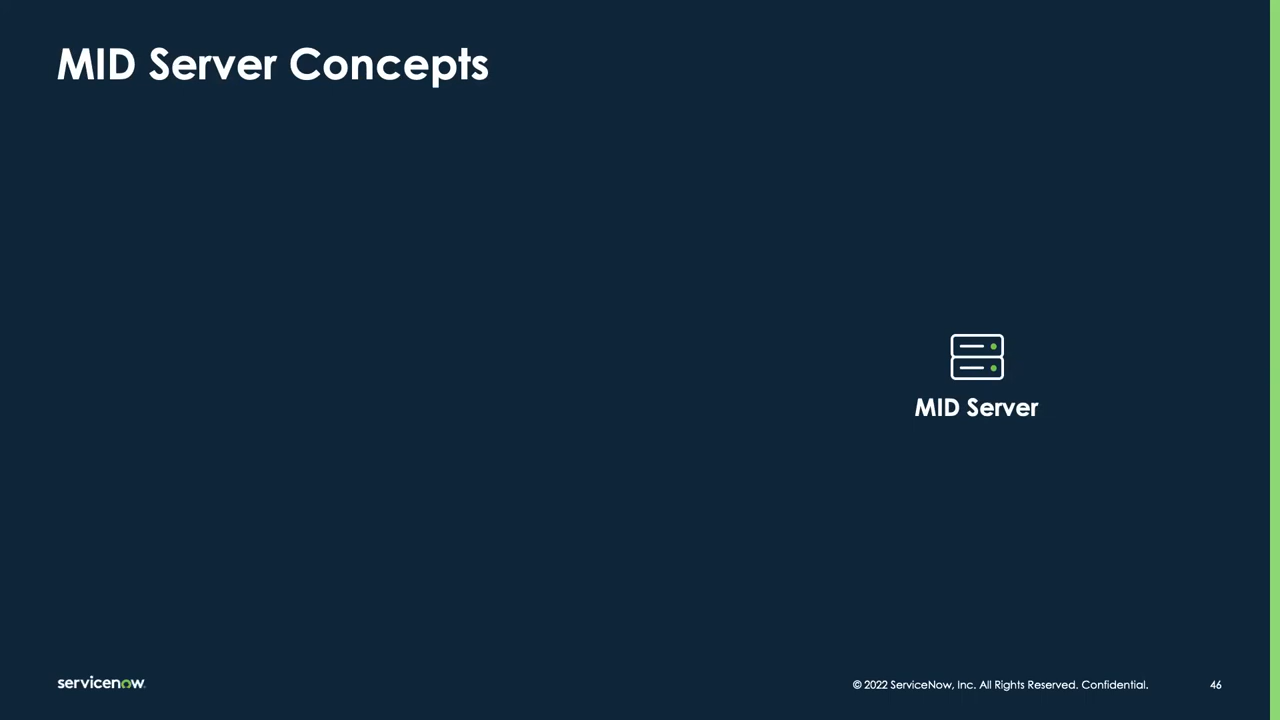 MID Server Concepts
MID Server
servicenow.
© 2022 ServiceNow, Inc. All Rights Reserved. Confidential.
46